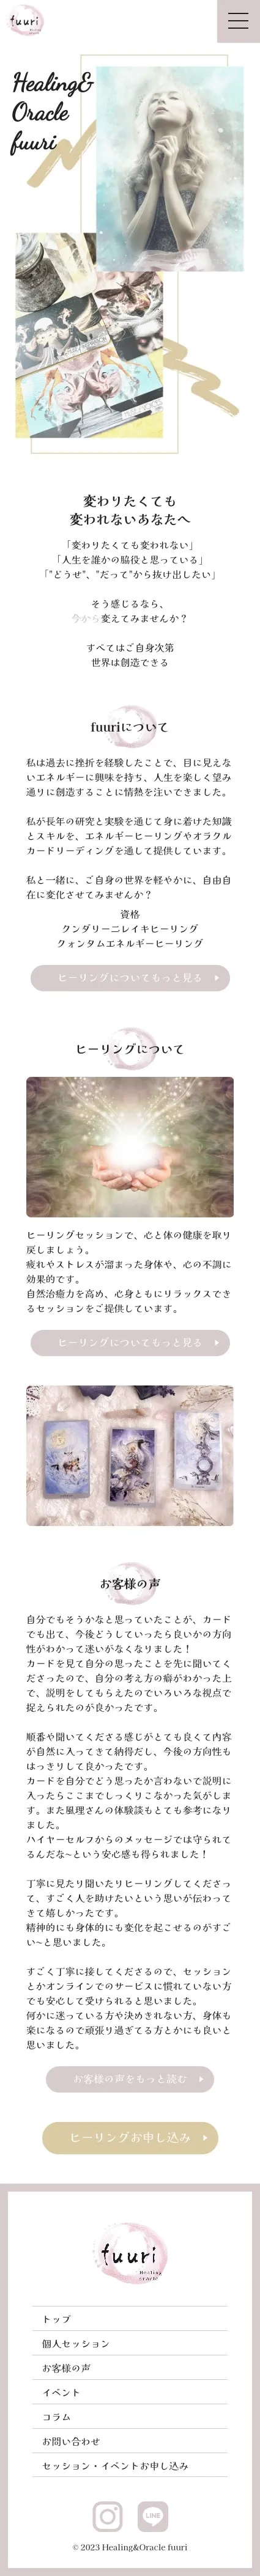 fuuri
Healing&
Oracle
fuuri
変わりたくても
変われないあなたへ
「変わりたくても変われない」
「人生を誰かの脇役と思っている」
「"どうせ"、"だって"から抜け出したい」
そう感じるなら、
今から変えてみませんか？
すべてはご自身次第
世界は創造できる
fuuriについて
私は過去に挫折を経験したことで、目に見えな
いエネルギーに興味を持ち、人生を楽しく望み
通りに創造することに情熱を注いできました。
私が長年の研究と実験を通じて身に着けた知識
とスキルを、エネルギーヒーリングやオラクル
カードリーディングを通して提供しています。
私と一緒に、ご自身の世界を軽やかに、自由自
在に変化させてみませんか？
資格
クンダリーニレイキヒーリング
クォンタムエネルギーヒーリング
ヒーリングについてもっと見る
ヒーリングについて
ヒーリングセッションで、心と体の健康を取り
戻しましょう。
疲れやストレスが溜まった身体や、心の不調に
効果的です。
自然治癒力を高め、心身ともにリラックスでき
るセッションをご提供しています。
ヒーリングについてもっと見る
お客様の声
自分でもそうかなと思っていたことが、カード
でも出て、今後どうしていったら良いかの方向
性がわかって迷いがなくなりました！
カードを見て自分の思ったことを先に聞いてく
ださったので、自分の考え方の癖がわかった上
で、説明をしてもらえたのでいろいろな視点で
捉えられたのが良かったです。
順番や聞いてくださる感じがとても良くて内容
が自然に入ってきて納得だし、今後の方向性も
はっきりして良かったです。
カードを自分でどう思ったか言わないで説明に
入ったらここまでしっくりこなかった気がしま
す。また風理さんの体験談もとても参考になり
ました。
ハイヤーセルフからのメッセージでは守られて
るんだな~という安心感も得られました！
丁寧に見たり聞いたりヒーリングしてくださっ
て、すごく人を助けたいという思いが伝わって
きて嬉しかったです。
精神的にも身体的にも変化を起こせるのがすご
い~と思いました。
すごく丁寧に接してくださるので、セッション
とかオンラインでのサービスに慣れていない方
でも安心して受けられると思いました。
何かに迷っている方や決めきれない方、身体も
楽になるので頑張り過ぎてる方とかにも良いと
思いました。
お客様の声をもっと読む
ヒーリングお申し込み
fuuri
Healing
oracle
トップ
個人セッション
お客様の声
イベント
コラム
お問い合わせ
セッション・イベントお申し込み
LINE
© 2023 Healing&Oracle fuuri